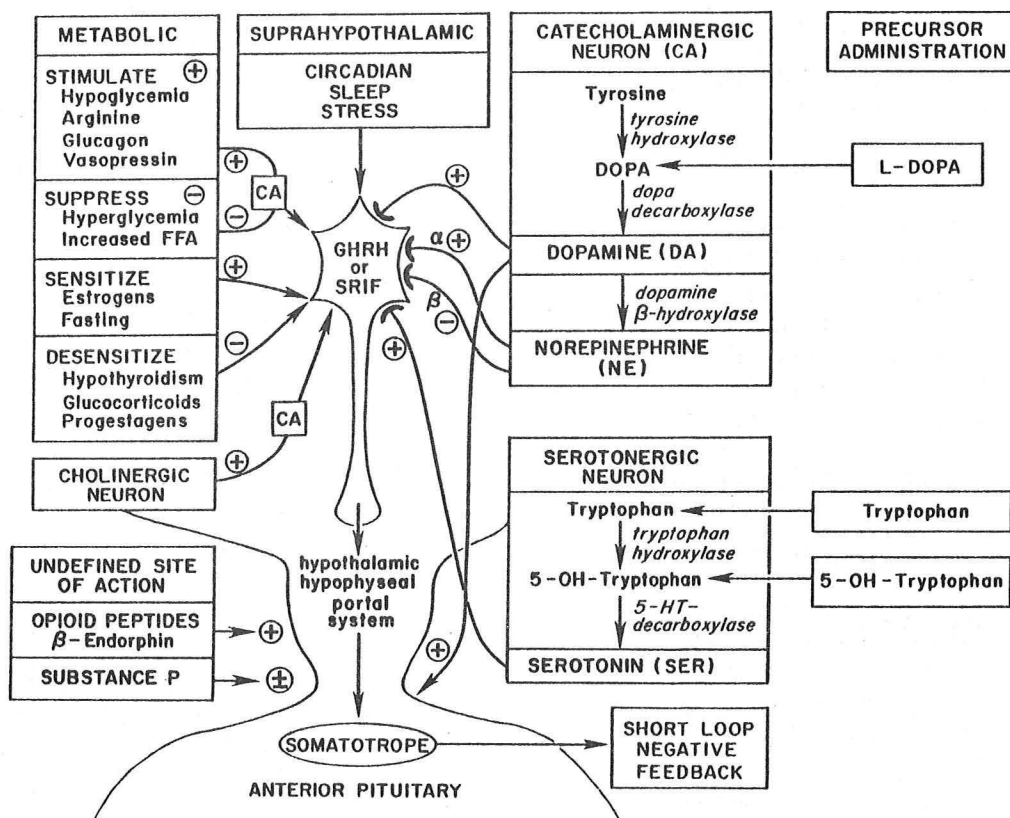 METABOLIC
STIMULATE ⊕
Hypoglycemia
Arginine
Glucagon
Vasopressin
SUPPRESS ⊖
Hyperglycemia
Increased FFA
SENSITIZE
Estrogens
Fasting
DESENSITIZE
Hypothyroidism
Glucocorticoids
Progestagens
⊕
CA
⊖
⊕
⊖
CA
⊕
CHOLINERGIC
NEURON
UNDEFINED SITE
OF ACTION
OPIOID PEPTIDES
β-Endorphin
⊕
SUBSTANCE P
±
SUPRAHYPOTHALAMIC
CIRCADIAN
SLEEP
STRESS
GHRH
or
SRIF
⊕
α ⊕
β
⊖
⊕
hypothalamic
hypophyseal
portal
system
⊕
SOMATOTROPE
ANTERIOR PITUITARY
CATECHOLAMINERGIC
NEURON (CA)
Tyrosine
tyrosine
hydroxylase
DOPA
dopa
decarboxylase
DOPAMINE (DA)
dopamine
β-hydroxylase
NOREPINEPHRINE
(NE)
SEROTONERGIC
NEURON
Tryptophan
tryptophan
hydroxylase
5-OH-Tryptophan
5-HT-
decarboxylase
SEROTONIN (SER)
SHORT LOOP
NEGATIVE
FEEDBACK
PRECURSOR
ADMINISTRATION
L-DOPA
Tryptophan
5-OH-Tryptophan